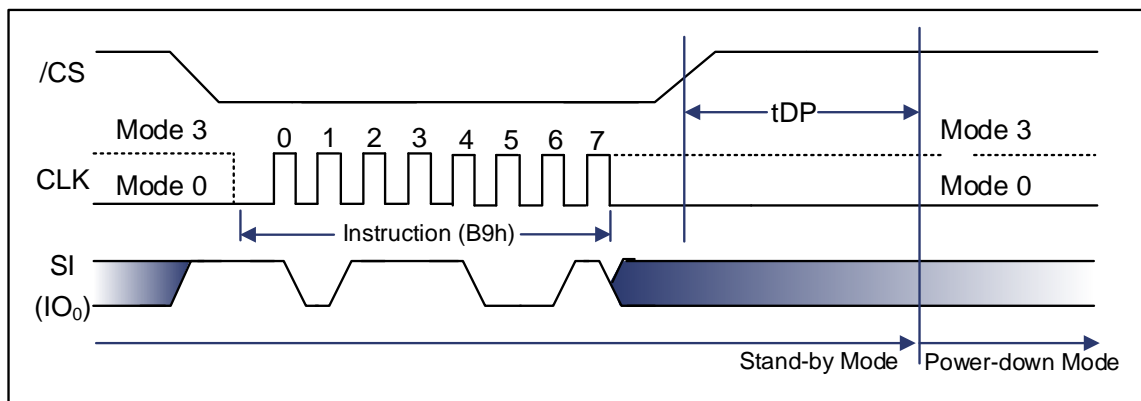 /CS
tDP
Mode 3
0 1 2 3 4 5 6 7
Mode 3
CLK
Mode 0
Mode 0
Instruction (B9h)
SI
(IO₀)
Stand-by Mode
Power-down Mode